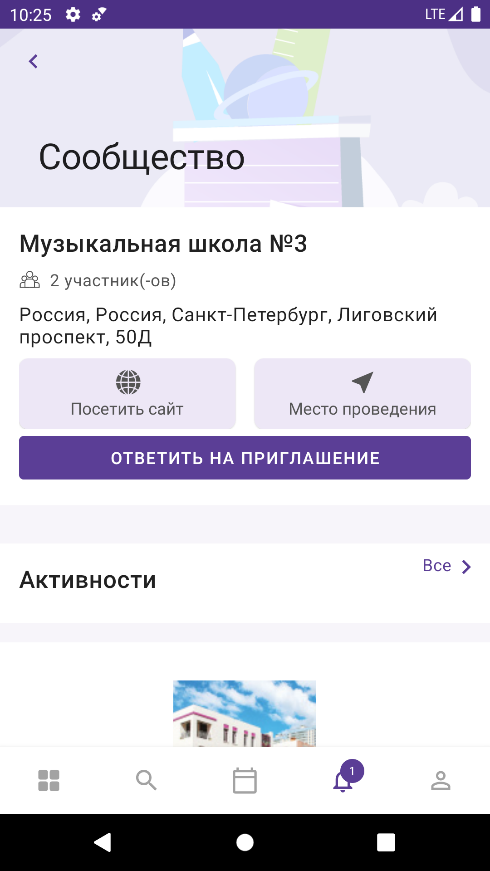 10:25
LTE
Сообщество
Музыкальная школа №3
2 участник(-ов)
Россия, Россия, Санкт-Петербург, Лиговский
проспект, 50Д
Посетить сайт
Место проведения
ОТВЕТИТЬ НА ПРИГЛАШЕНИЕ
Все
Активности
1